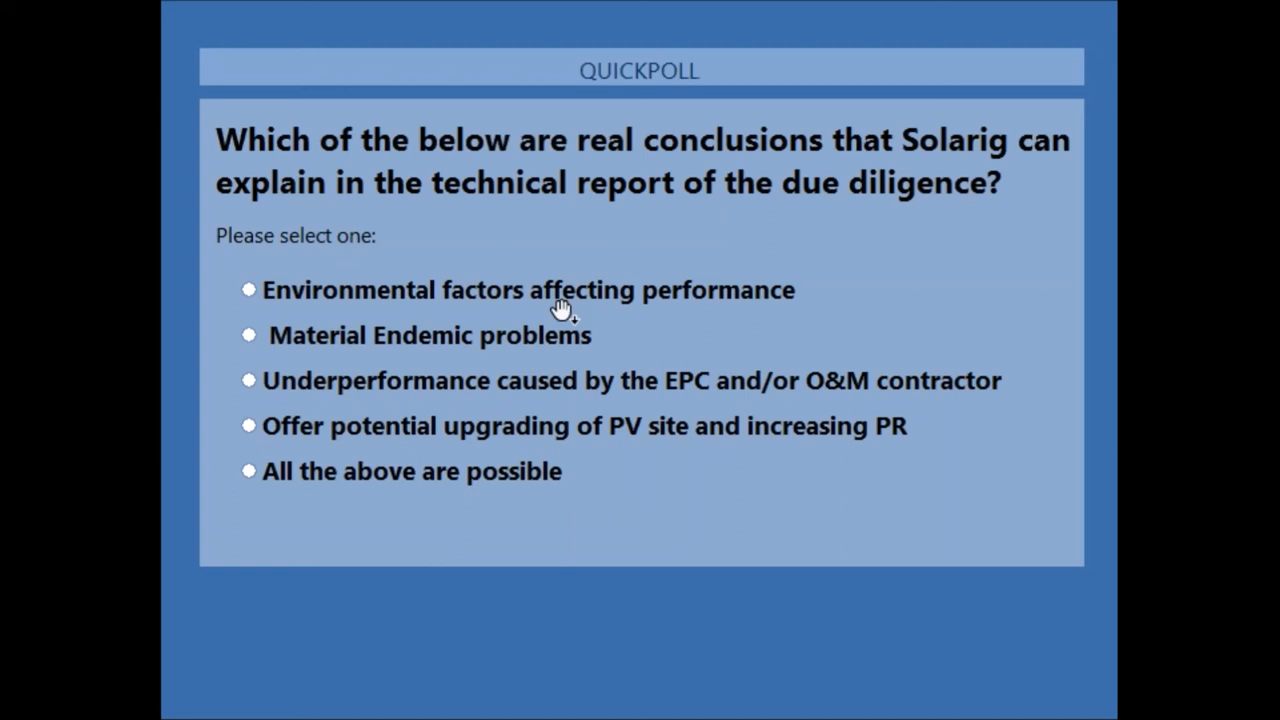 QUICKPOLL
Which of the below are real conclusions that Solarig can
explain in the technical report of the due diligence?
Please select one:
Environmental factors affecting performance
Material Endemic problems
Underperformance caused by the EPC and/or O&M contractor
Offer potential upgrading of PV site and increasing PR
All the above are possible